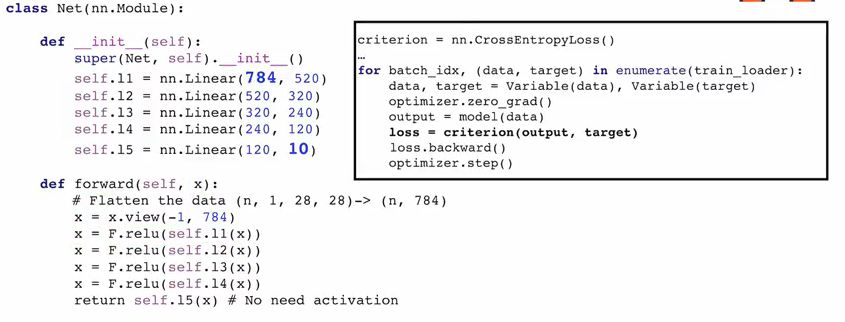 class Net(nn.Module):
def __init__(self):
super(Net, self).__init__()
self.l1 = nn.Linear(784, 520)
self.l2 = nn.Linear(520, 320)
self.l3 = nn.Linear(320, 240)
self.l4 = nn.Linear(240, 120)
self.l5 = nn.Linear(120, 10)
def forward(self, x):
# Flatten the data (n, 1, 28, 28)-> (n, 784)
x = x.view(-1, 784)
x = F.relu(self.l1(x))
x = F.relu(self.l2(x))
x = F.relu(self.l3(x))
x = F.relu(self.l4(x))
return self.l5(x) # No need activation
criterion = nn.CrossEntropyLoss()
…
for batch_idx, (data, target) in enumerate(train_loader):
data, target = Variable(data), Variable(target)
optimizer.zero_grad()
output = model(data)
loss = criterion(output, target)
loss.backward()
optimizer.step()